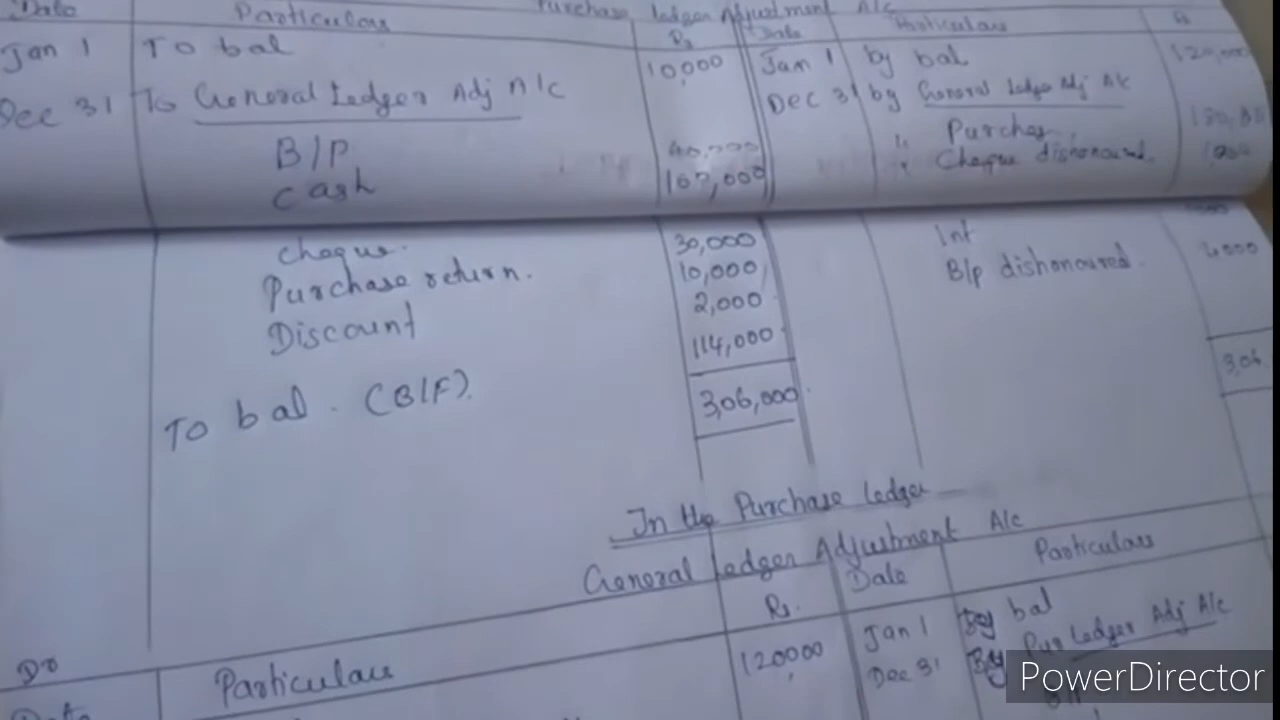 Purchase Ledger Adjustment A/c
Date Particulars Rs Date Particulars Rs
Jan 1 To bal 10,000 Jan 1 by bal
Dec 31 To General Ledger Adj A/c Dec 31 by General Ledger Adj A/c
B/P 40,000 " Purchas
Cash " Cheque dishonoured
Cheque 30,000 Int
Purchase return. 10,000 B/p dishonoured
Discount 2,000
114,000
To bal. (B/F). 3,06,000
In the Purchase Ledger
General Ledger Adjustment A/c
Dr
Date Particulars Rs. Date Particulars
120000 Jan 1 By bal
Dec 31 By Pur Ledger Adj A/c
PowerDirector